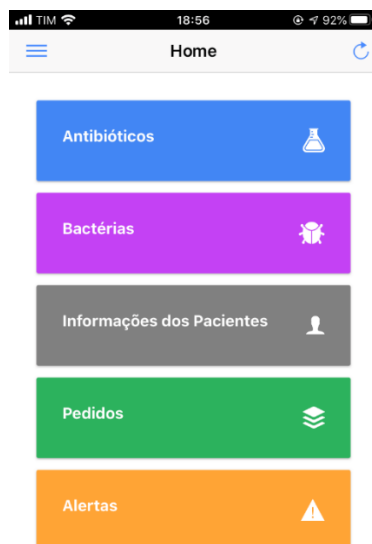 TIM 18:56 92%
Home
Antibióticos
Bactérias
Informações dos Pacientes
Pedidos
Alertas